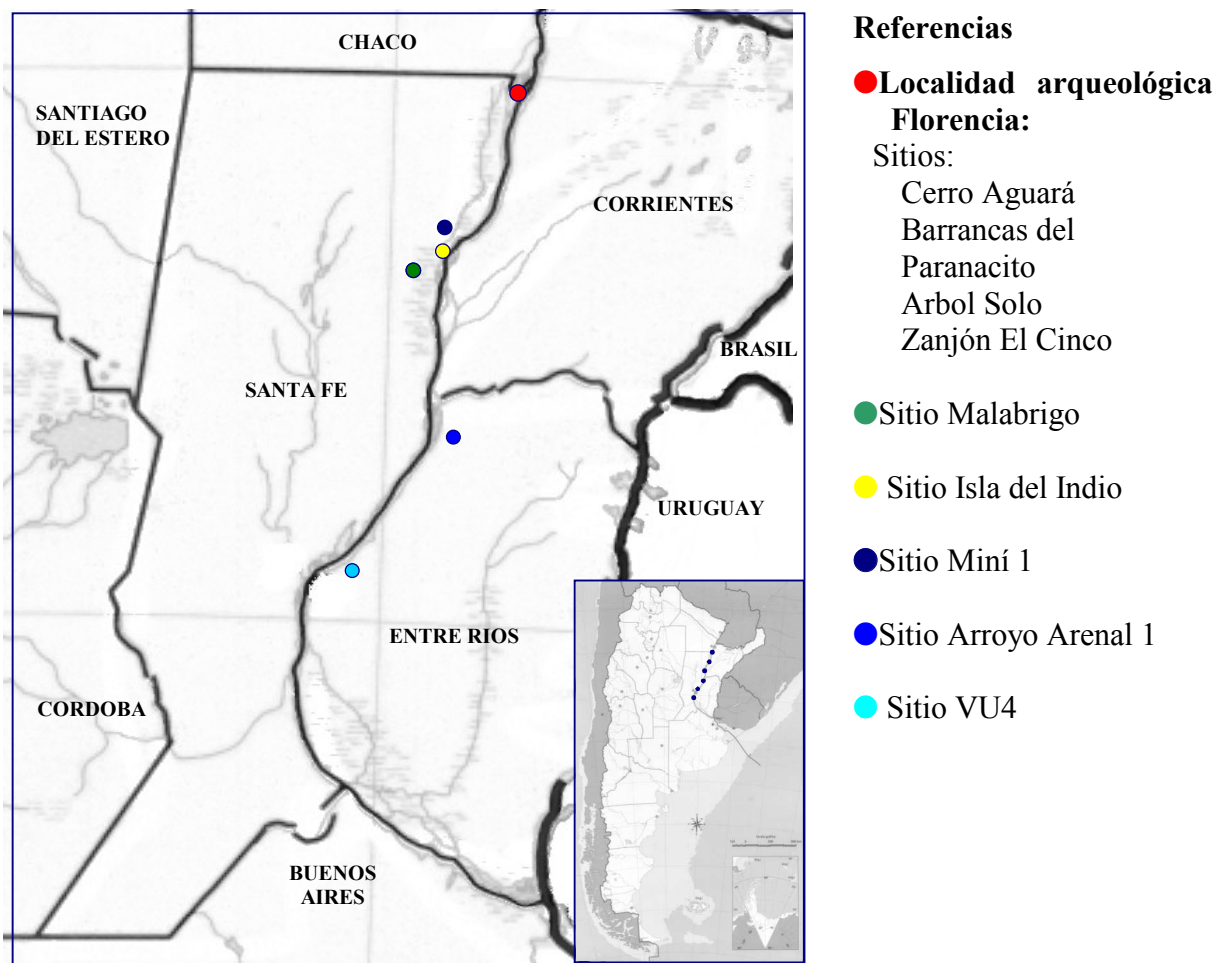 CHACO
SANTIAGO
DEL ESTERO
CORRIENTES
BRASIL
SANTA FE
URUGUAY
ENTRE RIOS
CORDOBA
BUENOS
AIRES
Referencias
Localidad arqueológica
Florencia:
Sitios:
Cerro Aguará
Barrancas del
Paranacito
Arbol Solo
Zanjón El Cinco
Sitio Malabrigo
Sitio Isla del Indio
Sitio Miní 1
Sitio Arroyo Arenal 1
Sitio VU4